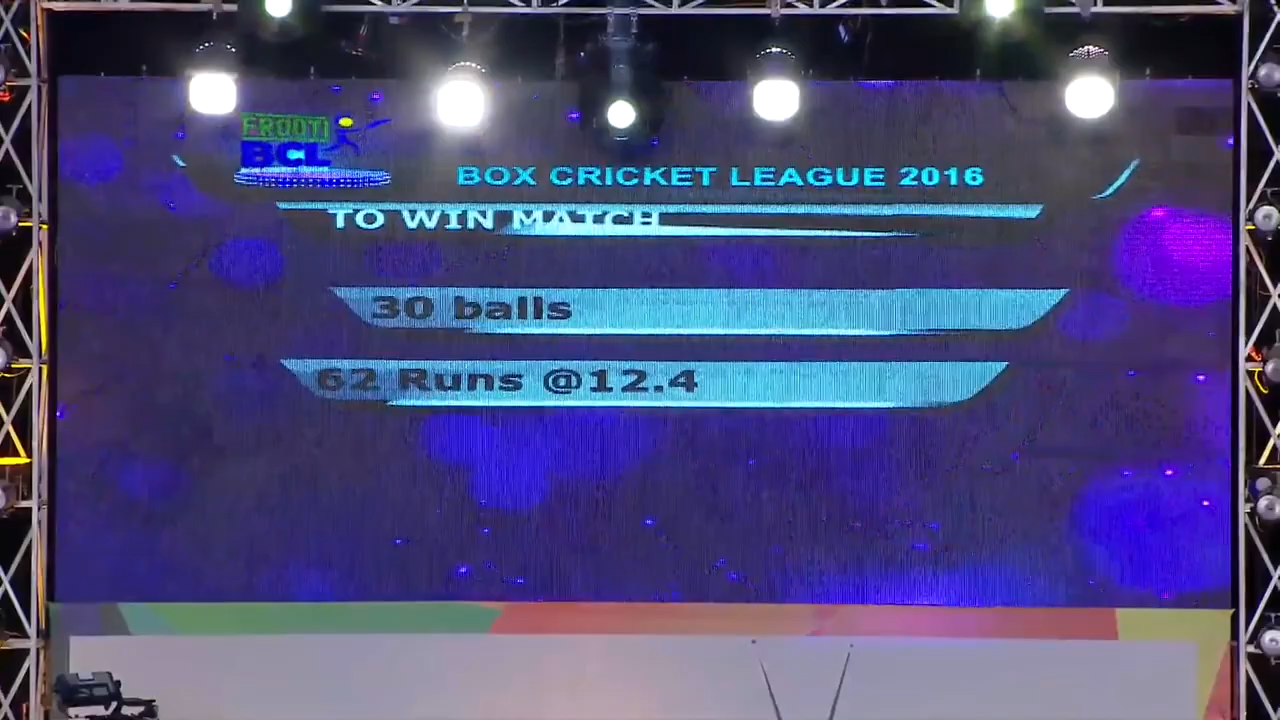 FROOTI
BCL
BOX CRICKET LEAGUE 2016
TO WIN MATCH
30 balls
62 Runs @12.4